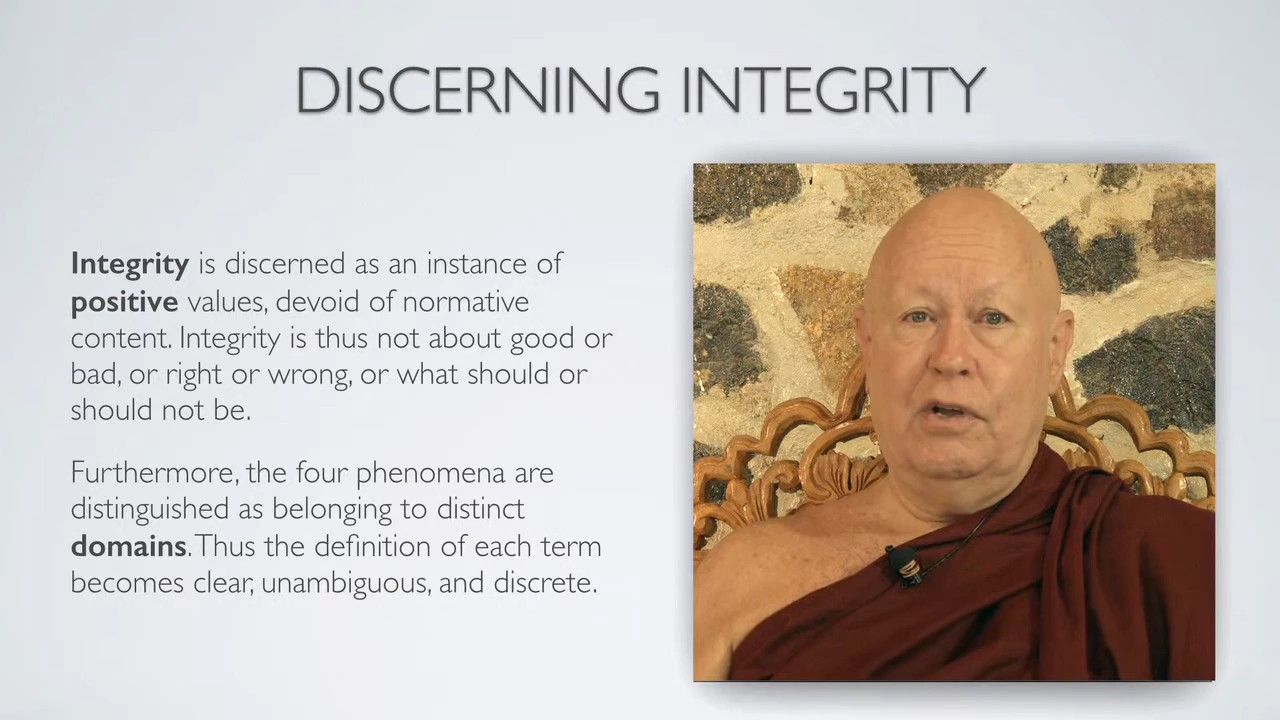 DISCERNING INTEGRITY
Integrity is discerned as an instance of
positive values, devoid of normative
content. Integrity is thus not about good or
bad, or right or wrong, or what should or
should not be.
Furthermore, the four phenomena are
distinguished as belonging to distinct
domains. Thus the definition of each term
becomes clear, unambiguous, and discrete.